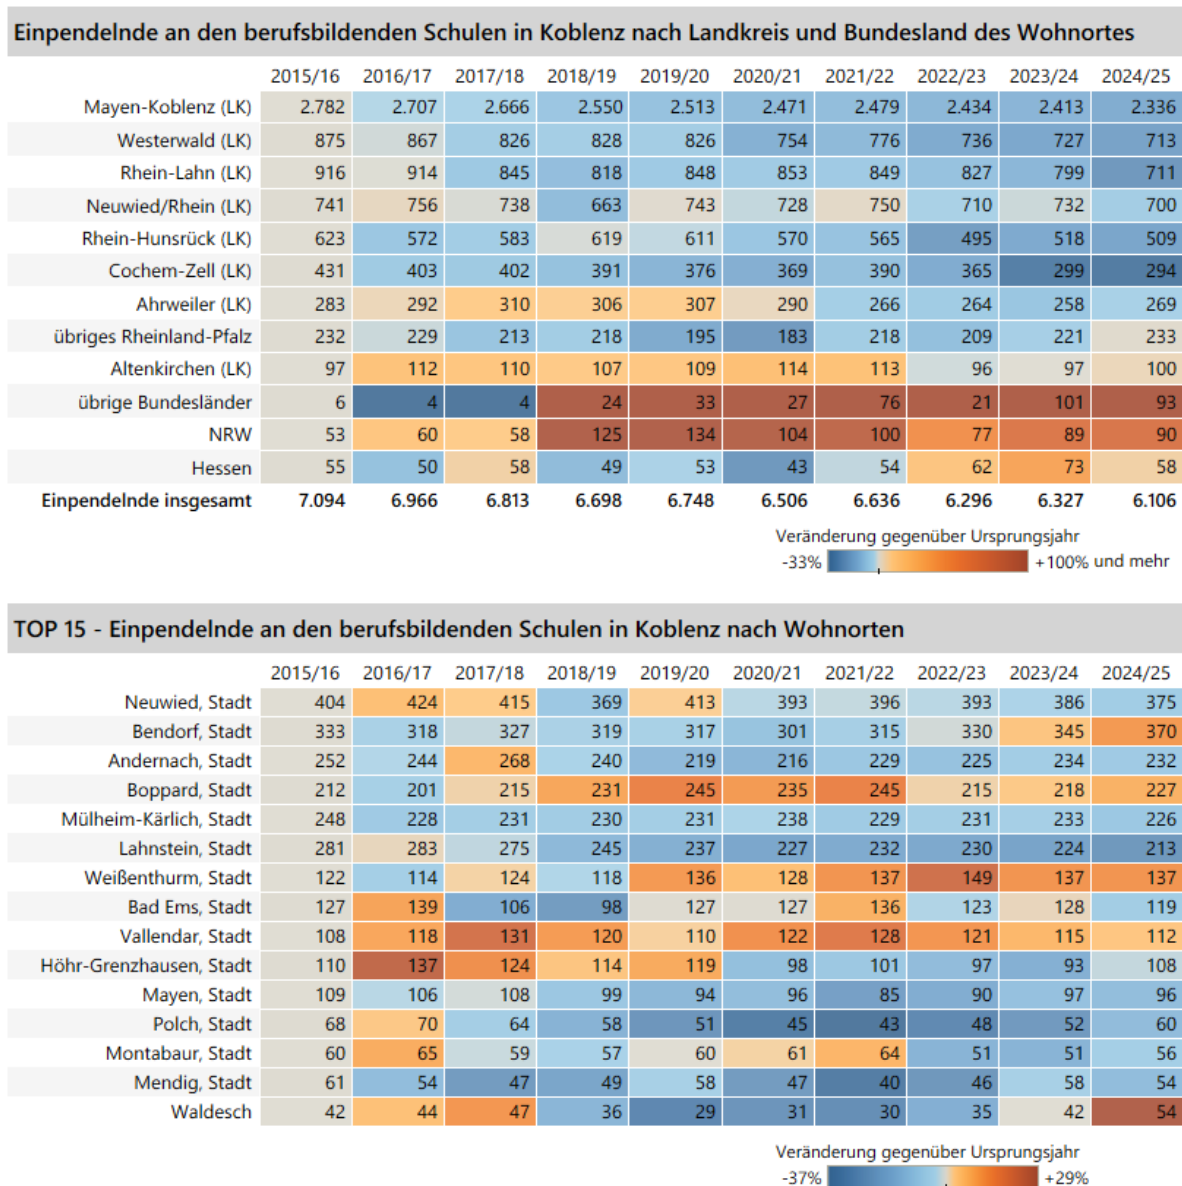 Einpendelnde an den berufsbildenden Schulen in Koblenz nach Landkreis und Bundesland des Wohnortes
2015/16 2016/17 2017/18 2018/19 2019/20 2020/21 2021/22 2022/23 2023/24 2024/25
Mayen-Koblenz (LK) 2.782 2.707 2.666 2.550 2.513 2.471 2.479 2.434 2.413 2.336
Westerwald (LK) 875 867 826 828 826 754 776 736 727 713
Rhein-Lahn (LK) 916 914 845 818 848 853 849 827 799 711
Neuwied/Rhein (LK) 741 756 738 663 743 728 750 710 732 700
Rhein-Hunsrück (LK) 623 572 583 619 611 570 565 495 518 509
Cochem-Zell (LK) 431 403 402 391 376 369 390 365 299 294
Ahrweiler (LK) 283 292 310 306 307 290 266 264 258 269
übriges Rheinland-Pfalz 232 229 213 218 195 183 218 209 221 233
Altenkirchen (LK) 97 112 110 107 109 114 113 96 97 100
übrige Bundesländer 6 4 4 24 33 27 76 21 101 93
NRW 53 60 58 125 134 104 100 77 89 90
Hessen 55 50 58 49 53 43 54 62 73 58
Einpendelnde insgesamt 7.094 6.966 6.813 6.698 6.748 6.506 6.636 6.296 6.327 6.106
Veränderung gegenüber Ursprungsjahr
-33% +100% und mehr
TOP 15 - Einpendelnde an den berufsbildenden Schulen in Koblenz nach Wohnorten
2015/16 2016/17 2017/18 2018/19 2019/20 2020/21 2021/22 2022/23 2023/24 2024/25
Neuwied, Stadt 404 424 415 369 413 393 396 393 386 375
Bendorf, Stadt 333 318 327 319 317 301 315 330 345 370
Andernach, Stadt 252 244 268 240 219 216 229 225 234 232
Boppard, Stadt 212 201 215 231 245 235 245 215 218 227
Mülheim-Kärlich, Stadt 248 228 231 230 231 238 229 231 233 226
Lahnstein, Stadt 281 283 275 245 237 227 232 230 224 213
Weißenthurm, Stadt 122 114 124 118 136 128 137 149 137 137
Bad Ems, Stadt 127 139 106 98 127 127 136 123 128 119
Vallendar, Stadt 108 118 131 120 110 122 128 121 115 112
Höhr-Grenzhausen, Stadt 110 137 124 114 119 98 101 97 93 108
Mayen, Stadt 109 106 108 99 94 96 85 90 97 96
Polch, Stadt 68 70 64 58 51 45 43 48 52 60
Montabaur, Stadt 60 65 59 57 60 61 64 51 51 56
Mendig, Stadt 61 54 47 49 58 47 40 46 58 54
Waldesch 42 44 47 36 29 31 30 35 42 54
Veränderung gegenüber Ursprungsjahr
-37% +29%